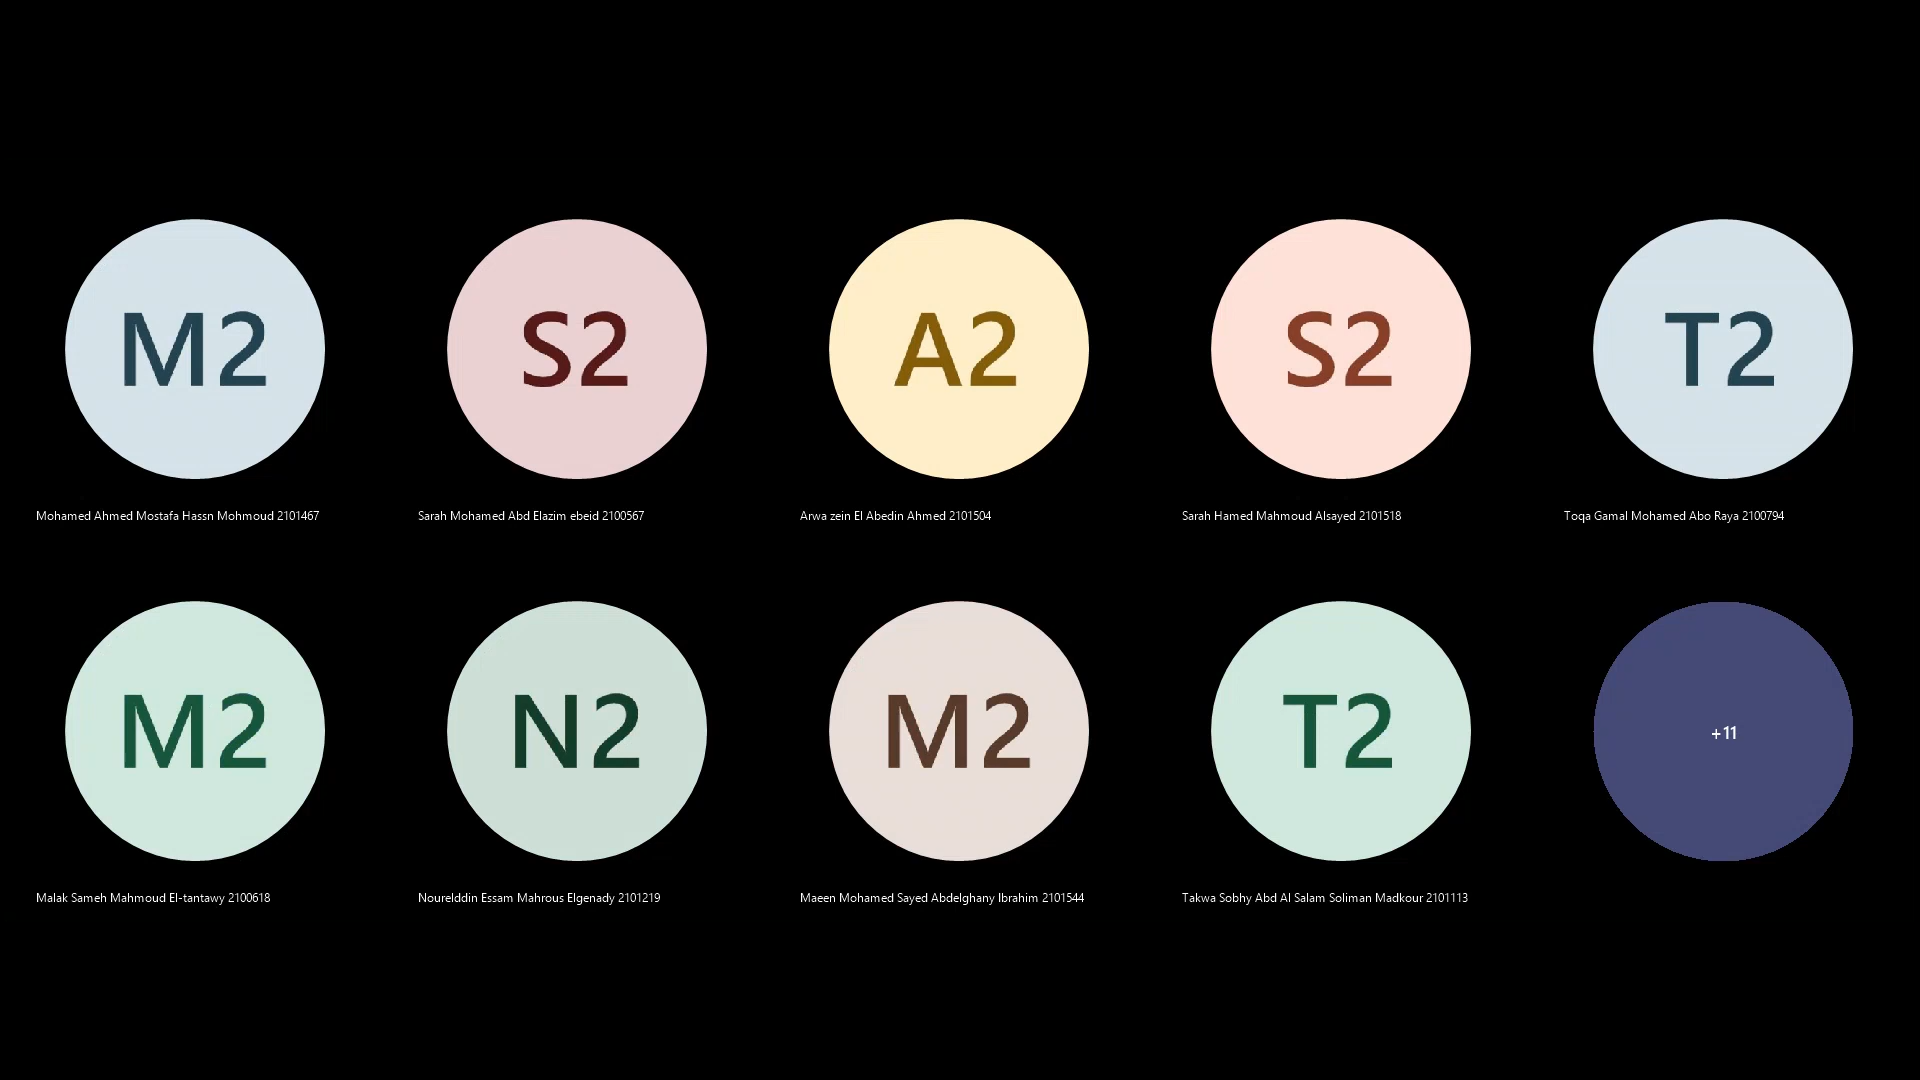 M2
S2
A2
S2
T2
Mohamed Ahmed Mostafa Hassn Mohmoud 2101467
Sarah Mohamed Abd Elazim ebeid 2100567
Arwa zein El Abedin Ahmed 2101504
Sarah Hamed Mahmoud Alsayed 2101518
Toqa Gamal Mohamed Abo Raya 2100794
M2
N2
M2
T2
+11
Malak Sameh Mahmoud El-tantawy 2100618
Nourelddin Essam Mahrous Elgenady 2101219
Maeen Mohamed Sayed Abdelghany Ibrahim 2101544
Takwa Sobhy Abd Al Salam Soliman Madkour 2101113